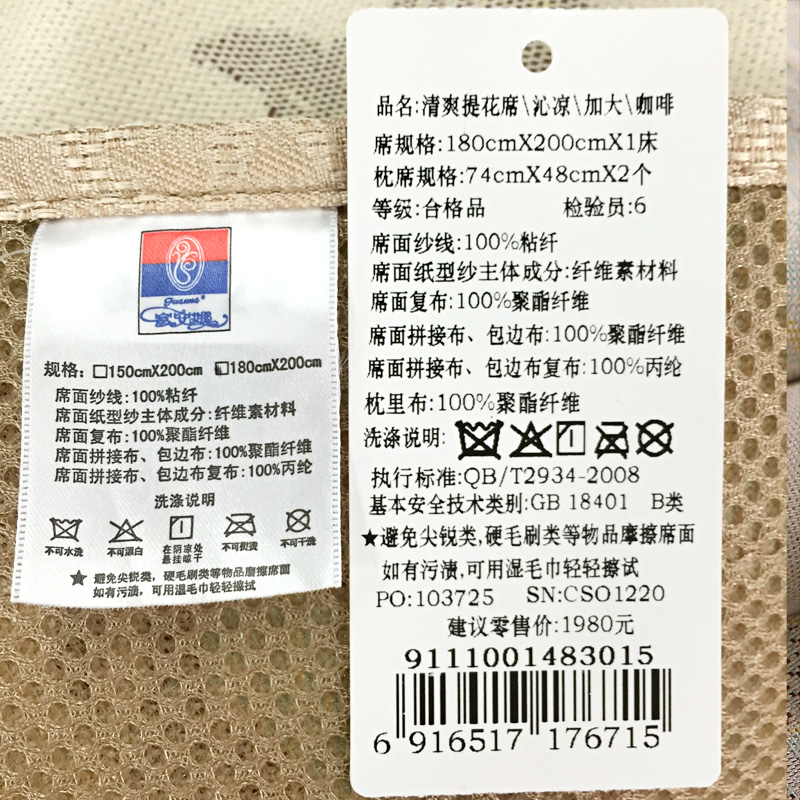 guanna®
规格：□150cmX200cm ■180cmX200cm
席面纱线:100%粘纤
席面纸型纱主体成分:纤维素材料
席面复布:100%聚酯纤维
席面拼接布、包边布:100%聚酯纤维
席面拼接布、包边布复布:100%丙纶
洗涤说明
不可水洗 不可漂白 在阴凉处悬挂晾干 不可熨烫 不可干洗
★避免尖锐类，硬毛刷类等物品磨擦席面
如有污渍，可用湿毛巾轻轻擦拭
品名:清爽提花席\沁凉\加大\咖啡
席规格:180cmX200cmX1床
枕席规格:74cmX48cmX2个
等级:合格品 检验员:6
席面纱线:100%粘纤
席面纸型纱主体成分:纤维素材料
席面复布:100%聚酯纤维
席面拼接布、包边布:100%聚酯纤维
席面拼接布、包边布复布:100%丙纶
枕里布:100%聚酯纤维
洗涤说明:
执行标准:QB/T2934-2008
基本安全技术类别:GB 18401 B类
★避免尖锐类,硬毛刷类等物品摩擦席面
如有污渍,可用湿毛巾轻轻擦拭
PO:103725 SN:CSO1220
建议零售价:1980元
9111001483015
6 916517 176715